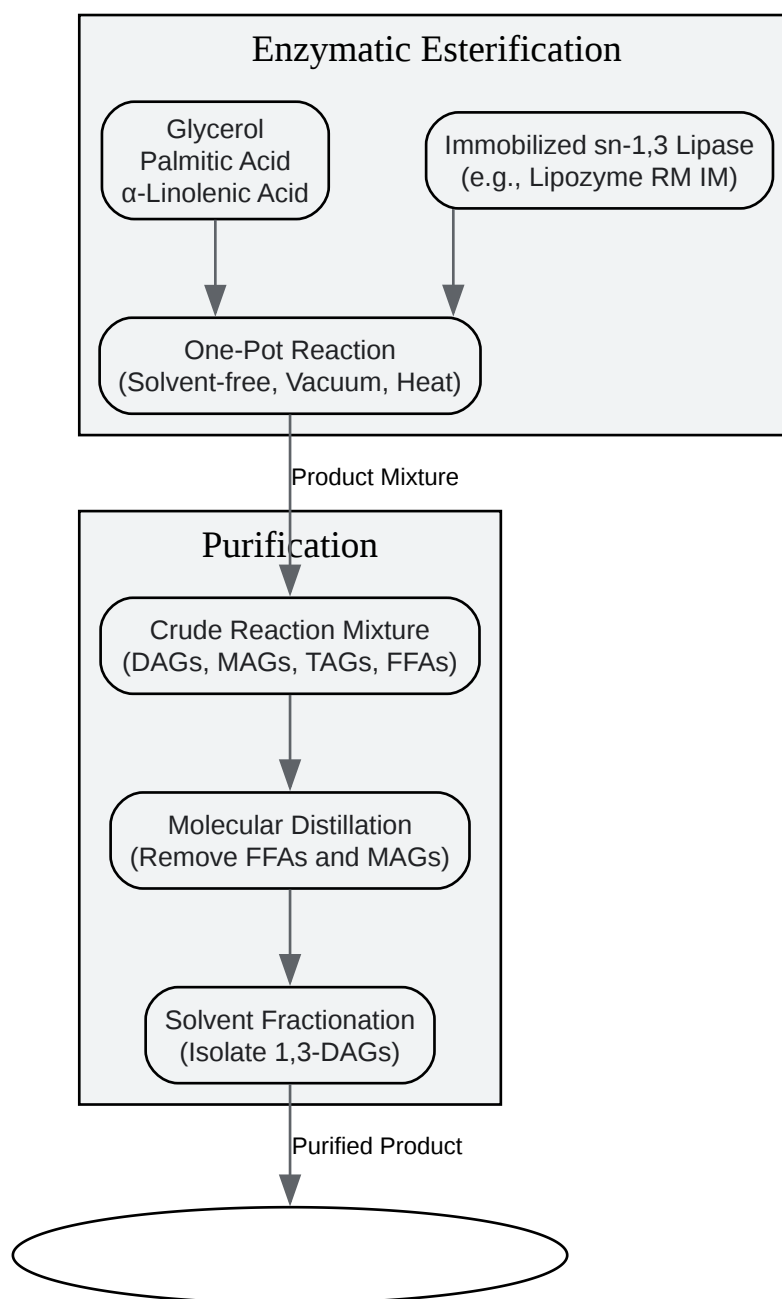 Enzymatic Esterification
Glycerol
Palmitic Acid
α-Linolenic Acid
Immobilized sn-1,3 Lipase
(e.g., Lipozyme RM IM)
One-Pot Reaction
(Solvent-free, Vacuum, Heat)
Product Mixture
Purification
Crude Reaction Mixture
(DAGs, MAGs, TAGs, FFAs)
Molecular Distillation
(Remove FFAs and MAGs)
Solvent Fractionation
(Isolate 1,3-DAGs)
Purified Product